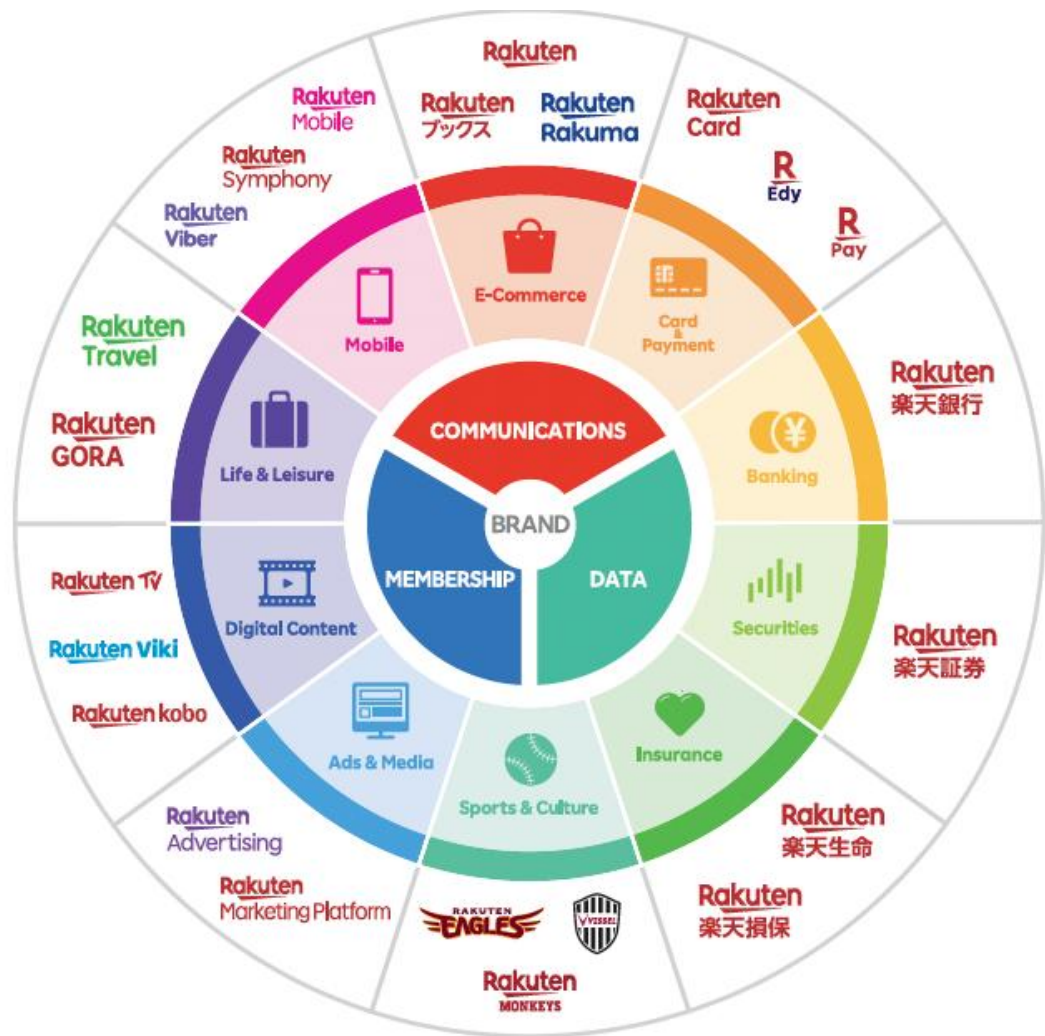 Rakuten
Rakuten
ブックス
Rakuten
Rakuma
Rakuten
Card
R
Edy
R
Pay
Rakuten
楽天銀行
Rakuten
楽天証券
Rakuten
楽天生命
Rakuten
楽天損保
RAKUTEN
EAGLES
VISSEL
Rakuten
MONKEYS
Rakuten
Advertising
Rakuten
Marketing Platform
Rakuten TV
Rakuten Viki
Rakuten kobo
Rakuten
Travel
Rakuten
GORA
Rakuten
Mobile
Rakuten
Symphony
Rakuten
Viber
E-Commerce
Card
&
Payment
¥
Banking
Securities
Insurance
Sports & Culture
Ads & Media
Digital Content
Life & Leisure
Mobile
COMMUNICATIONS
BRAND
MEMBERSHIP
DATA